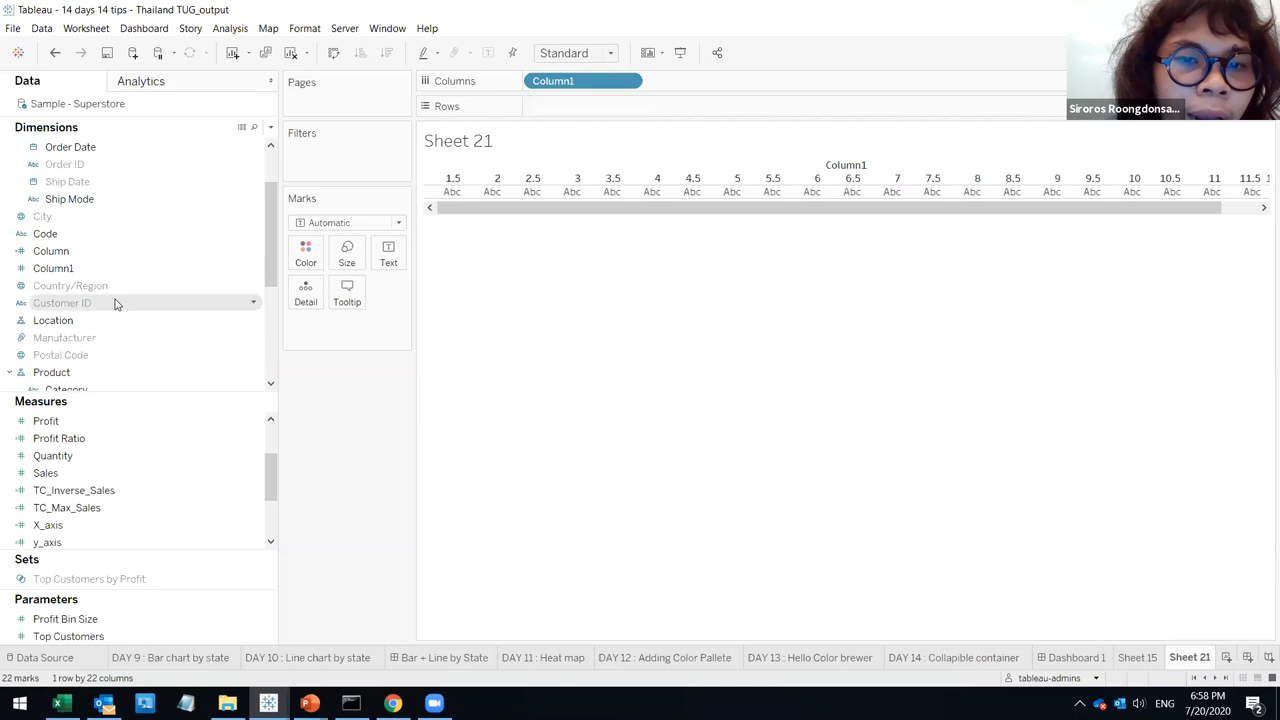 Tableau - 14 days 14 tips - Thailand TUG_output
File Data Worksheet Dashboard Story Analysis Map Format Server Window Help
Standard
Data Analytics
Sample - Superstore
Dimensions
Order Date
Order ID
Ship Date
Abc Ship Mode
City
Abc Code
Column
Column1
Country/Region
Abc Customer ID
Location
Manufacturer
Postal Code
Product
Category
Measures
Profit
Profit Ratio
Quantity
Sales
TC_Inverse_Sales
TC_Max_Sales
X_axis
y_axis
Sets
Top Customers by Profit
Parameters
Profit Bin Size
Top Customers
Pages
Filters
Marks
Automatic
Color Size Text
Detail Tooltip
Columns Column1
Rows
Sheet 21
Column1
1.5 2 2.5 3 3.5 4 4.5 5 5.5 6 6.5 7 7.5 8 8.5 9 9.5 10 10.5 11 11.5 1
Abc Abc Abc Abc Abc Abc Abc Abc Abc Abc Abc Abc Abc Abc Abc Abc Abc Abc Abc Abc Abc
Siroros Roongdonsa...
Data Source DAY 9 : Bar chart by state DAY 10 : Line chart by state Bar + Line by State DAY 11 : Heat map DAY 12 : Adding Color Pallete DAY 13 : Hello Color brewer DAY 14 : Collapible container Dashboard 1 Sheet 15 Sheet 21
22 marks 1 row by 22 columns tableau-admins
ENG
6:58 PM
7/20/2020
2